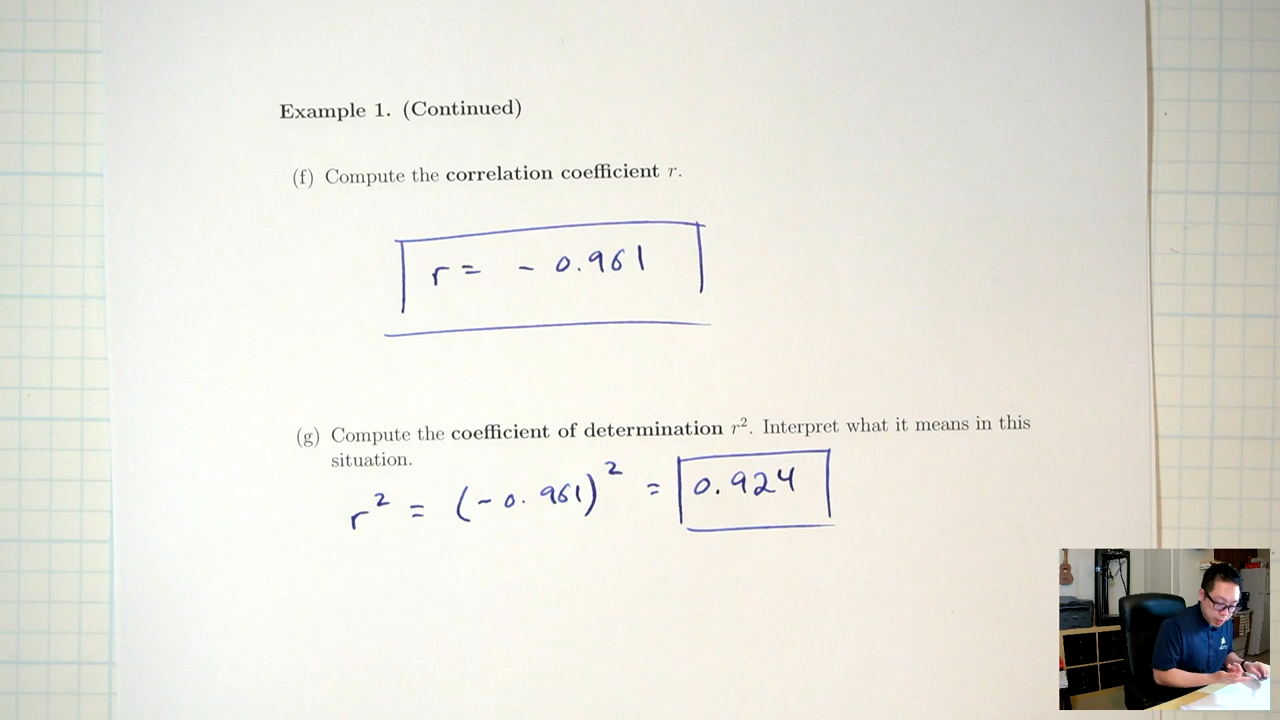 Example 1. (Continued)
(f) Compute the correlation coefficient r.
r = - 0.961
(g) Compute the coefficient of determination r². Interpret what it means in this
situation.
r² = (-0.961)² = 0.924